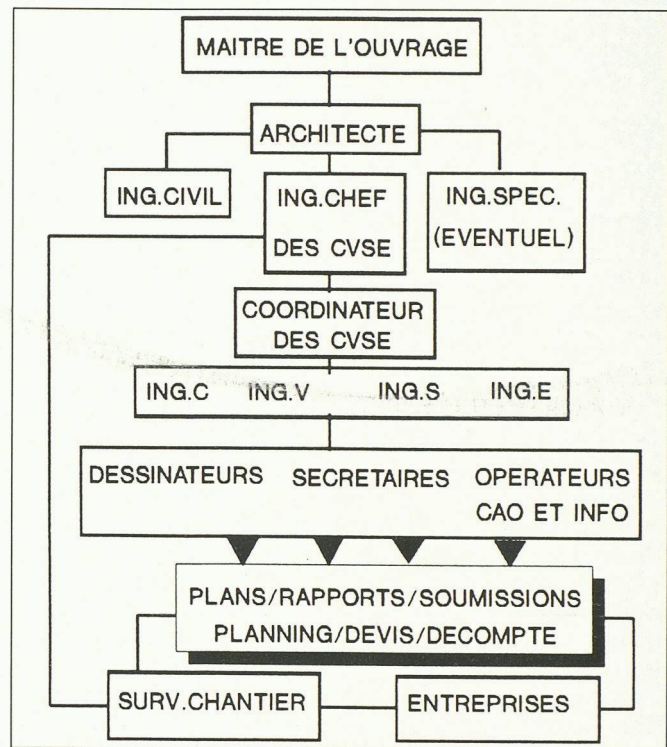 MAITRE DE L'OUVRAGE
ARCHITECTE
ING.CIVIL
ING.CHEF
DES CVSE
ING.SPEC.
(EVENTUEL)
COORDINATEUR
DES CVSE
ING.C ING.V ING.S ING.E
DESSINATEURS SECRETAIRES OPERATEURS
CAO ET INFO
PLANS/RAPPORTS/SOUMISSIONS
PLANNING/DEVIS/DECOMPTE
SURV.CHANTIER
ENTREPRISES